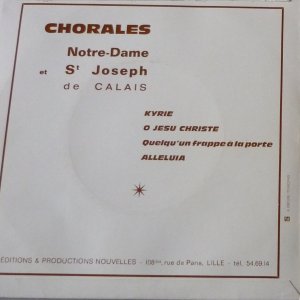 CHORALES
Notre-Dame
et St Joseph
de CALAIS
KYRIE
O JESU CHRISTE
Quelqu'un frappe à la porte
ALLELUIA
EDITIONS & PRODUCTIONS NOUVELLES - 108bis, rue de Paris, LILLE - tél. 54.69.14